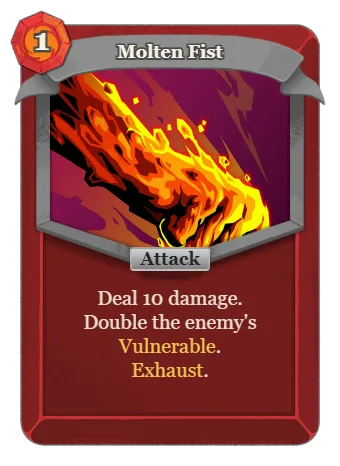 1
Molten Fist
Attack
Deal 10 damage.
Double the enemy's
Vulnerable.
Exhaust.